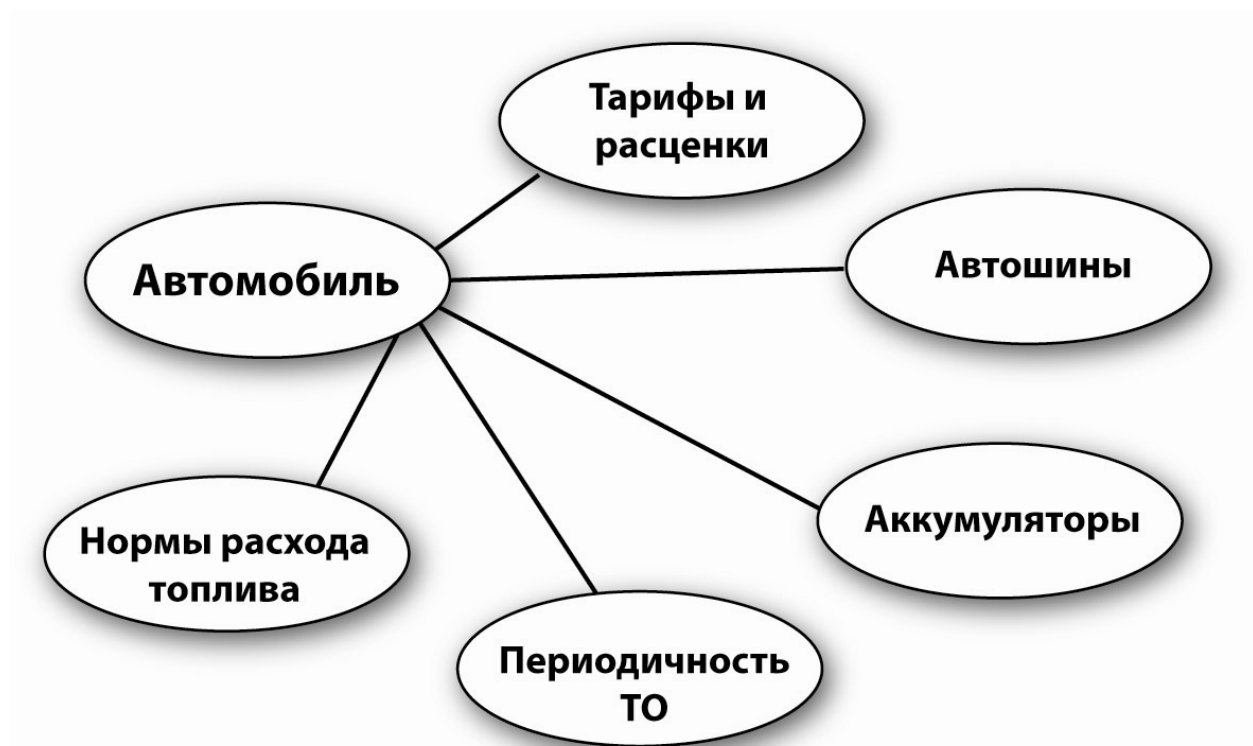 Тарифы и
расценки
Автомобиль
Автошины
Аккумуляторы
Нормы расхода
топлива
Периодичность
ТО